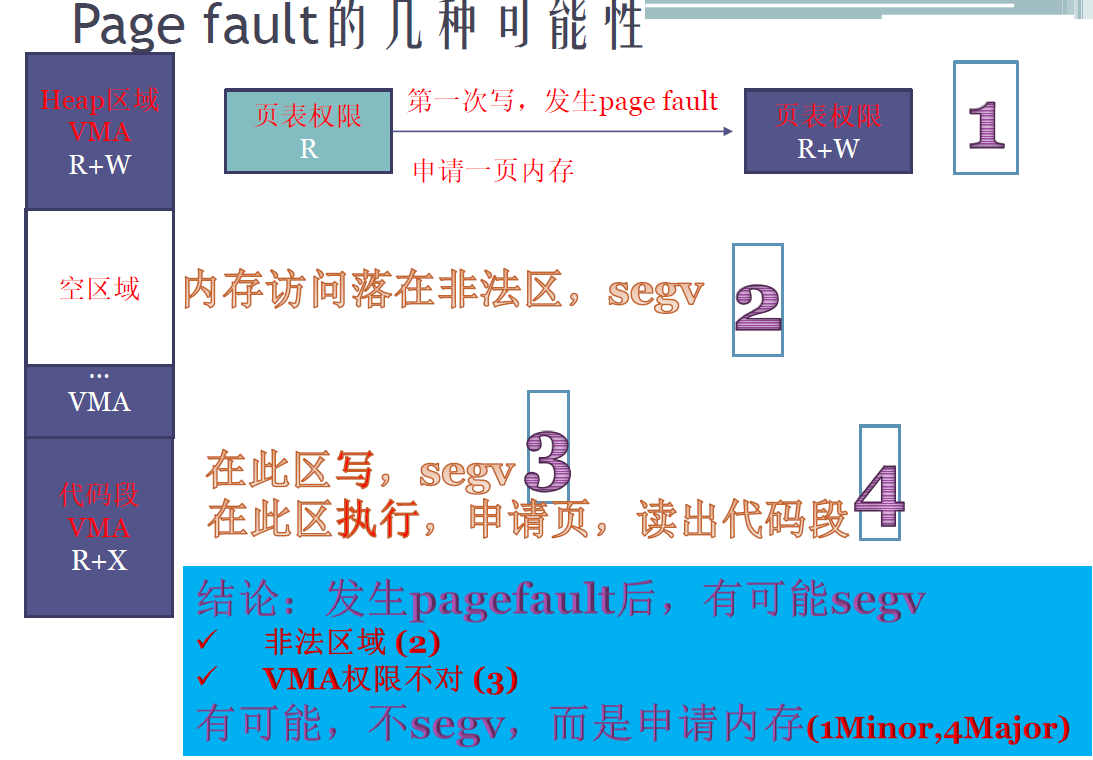 Page fault的几种可能性
Heap区域
VMA
R+W
页表权限
R
第一次写，发生page fault
申请一页内存
页表权限
R+W
1
空区域
内存访问落在非法区，segv
2
...
VMA
代码段
VMA
R+X
在此区写，segv
3
在此区执行，申请页，读出代码段
4
结论：发生pagefault后，有可能segv
✓ 非法区域 (2)
✓ VMA权限不对 (3)
有可能，不segv，而是申请内存(1Minor,4Major)